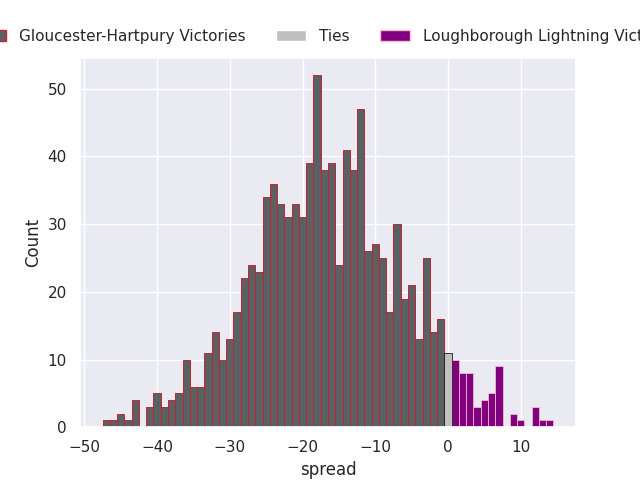 Gloucester-Hartpury Victories Ties Loughborough Lightning Vict
50
40
30
20
10
0
Count
−50 −40 −30 −20 −10 0 10
spread